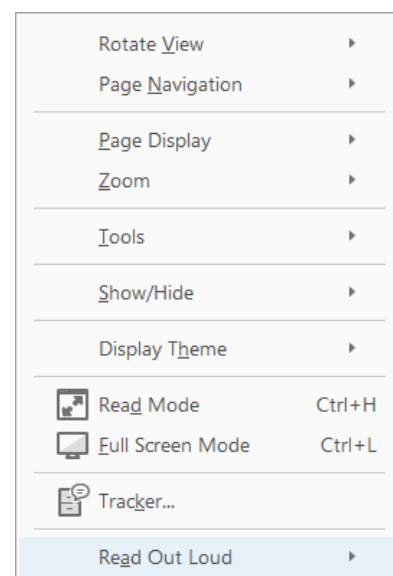 Rotate View
Page Navigation
Page Display
Zoom
Tools
Show/Hide
Display Theme
Read Mode Ctrl+H
Full Screen Mode Ctrl+L
Tracker...
Read Out Loud